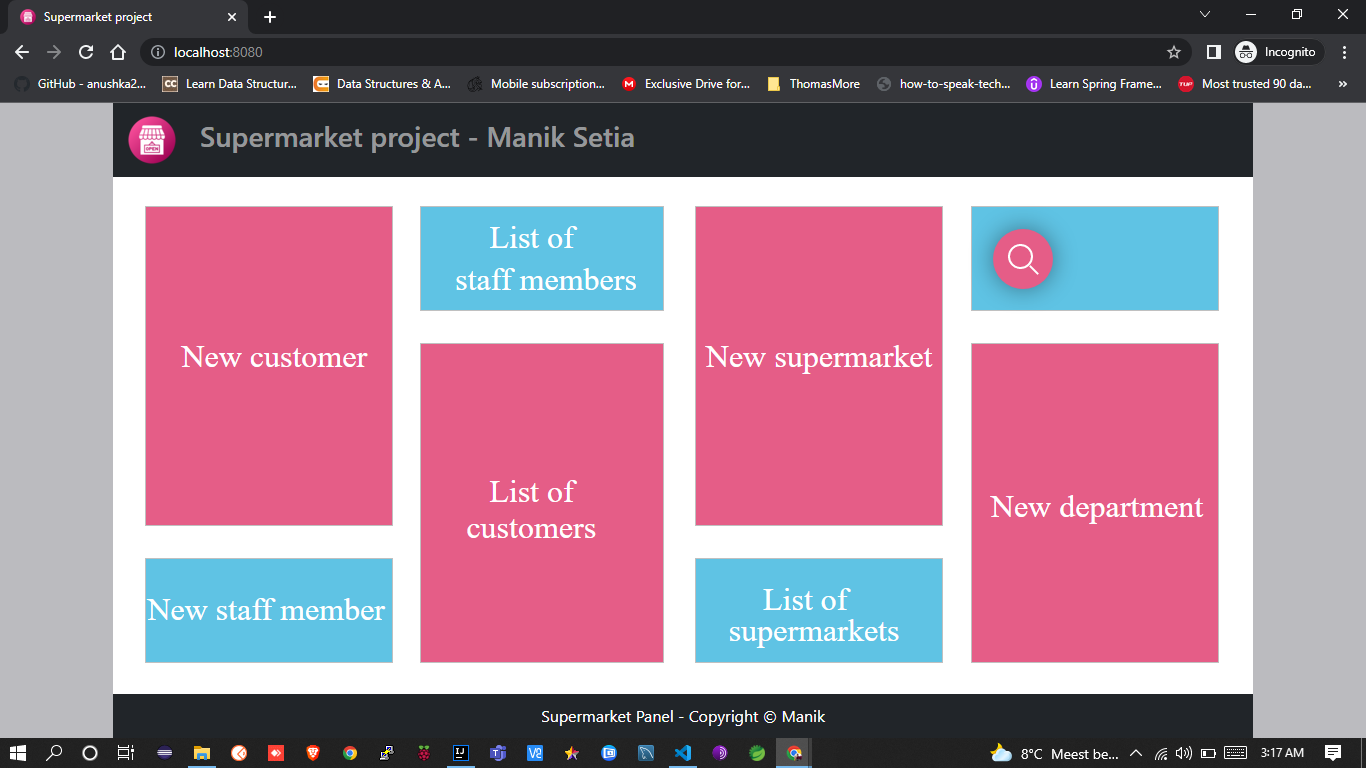 Supermarket project
localhost:8080
Incognito
GitHub - anushka2...
Learn Data Structur...
Data Structures & A...
Mobile subscription...
Exclusive Drive for...
ThomasMore
how-to-speak-tech...
Learn Spring Frame...
Most trusted 90 da...
»
OPEN
Supermarket project - Manik Setia
New customer
List of
staff members
New supermarket
List of
customers
New department
New staff member
List of
supermarkets
Supermarket Panel - Copyright © Manik
8°C Meest be...
3:17 AM